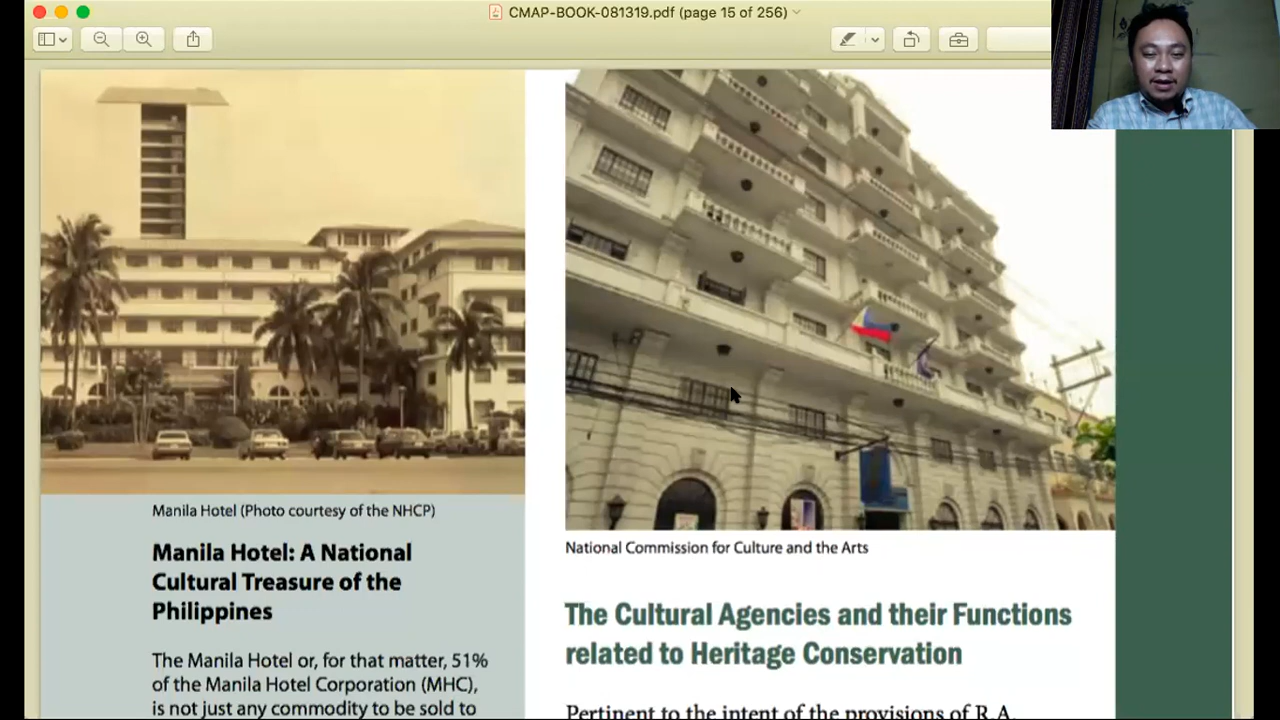 CMAP-BOOK-081319.pdf (page 15 of 256)
Manila Hotel (Photo courtesy of the NHCP)
Manila Hotel: A National
Cultural Treasure of the
Philippines
The Manila Hotel or, for that matter, 51%
of the Manila Hotel Corporation (MHC),
is not just any commodity to be sold to
National Commission for Culture and the Arts
The Cultural Agencies and their Functions
related to Heritage Conservation
Pertinent to the intent of the provisions of R.A.